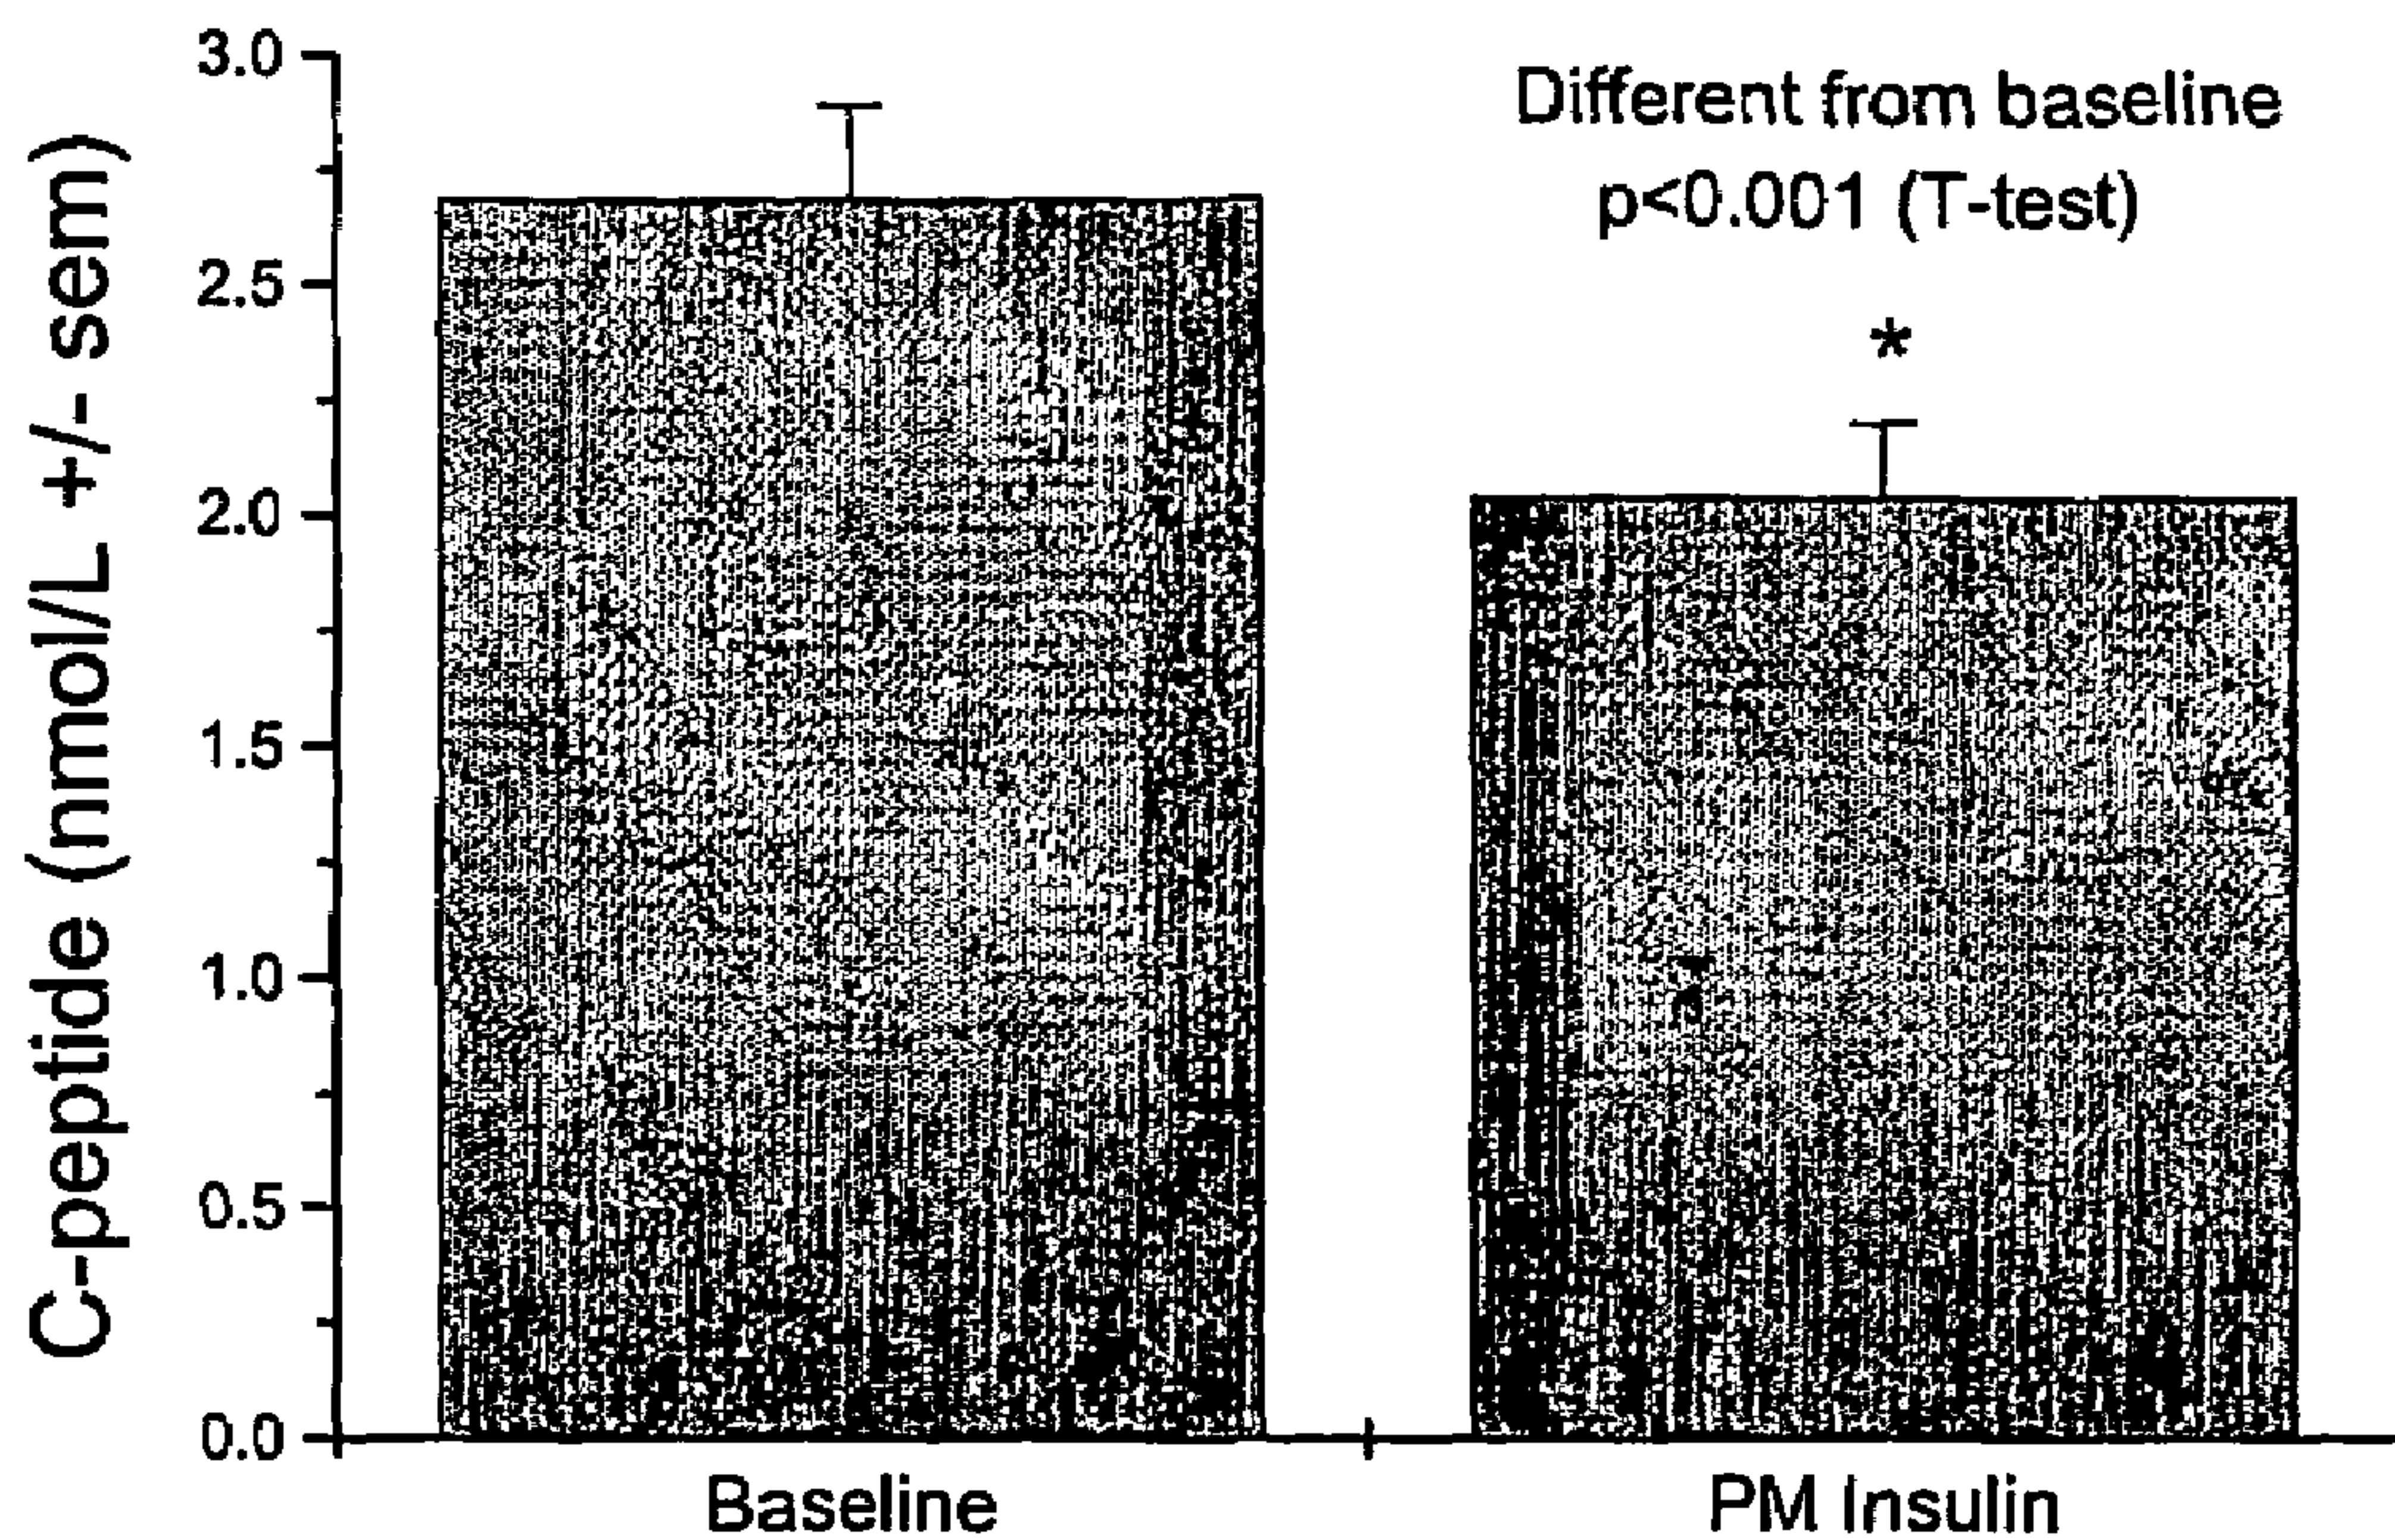 C-peptide (nmol/L +/- sem)
3.0
2.5
2.0
1.5
1.0
0.5
0.0
Different from baseline
p<0.001 (T-test)
*
Baseline
PM Insulin